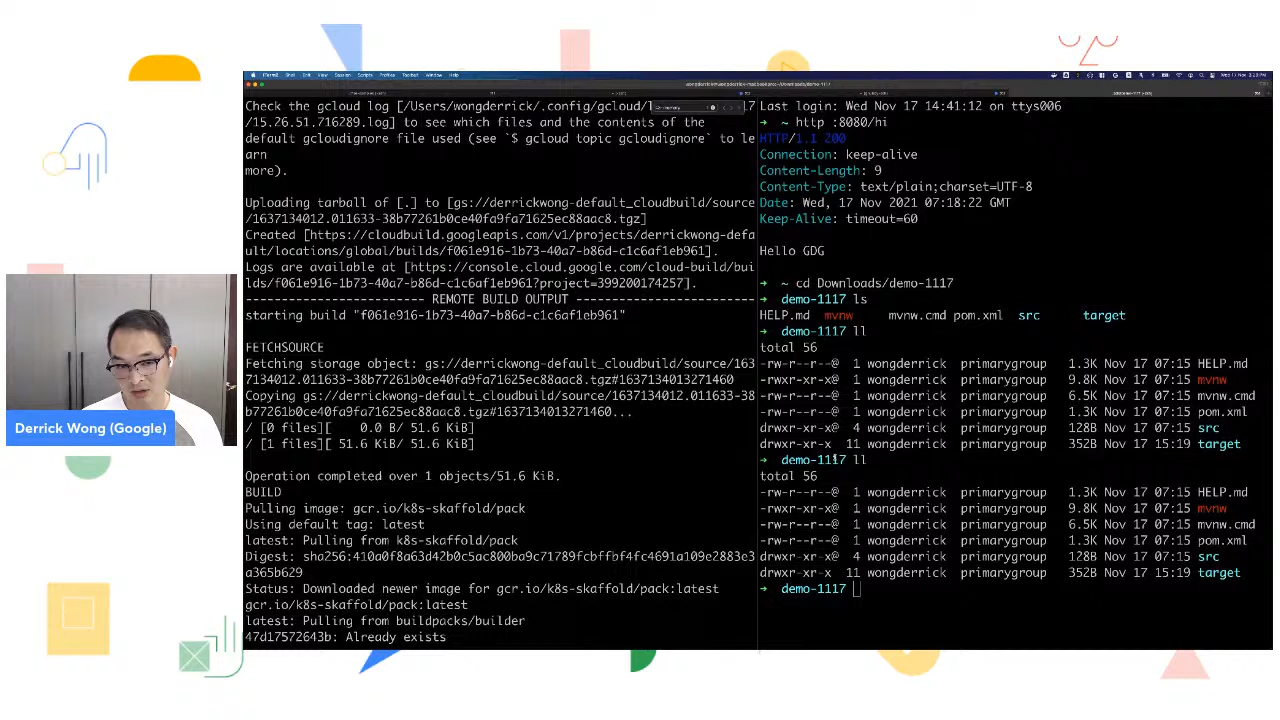 iTerm2 Shell Edit View Session Scripts Profiles Toolbelt Window Help
Check the gcloud log [/Users/wongderrick/.config/gcloud/l
7
/15.26.51.716289.log] to see which files and the contents of the
default gcloudignore file used (see `$ gcloud topic gcloudignore` to le
arn
more).
Uploading tarball of [.] to [gs://derrickwong-default_cloudbuild/source
/1637134012.011633-38b77261b0ce40fa9fa71625ec88aac8.tgz]
Created [https://cloudbuild.googleapis.com/v1/projects/derrickwong-defa
ult/locations/global/builds/f061e916-1b73-40a7-b86d-c1c6af1eb961].
Logs are available at [https://console.cloud.google.com/cloud-build/bui
lds/f061e916-1b73-40a7-b86d-c1c6af1eb961?project=399200174257].
------------------------ REMOTE BUILD OUTPUT ------------------------
starting build "f061e916-1b73-40a7-b86d-c1c6af1eb961"
FETCHSOURCE
Fetching storage object: gs://derrickwong-default_cloudbuild/source/163
7134012.011633-38b77261b0ce40fa9fa71625ec88aac8.tgz#1637134013271460
Copying gs://derrickwong-default_cloudbuild/source/1637134012.011633-38
b77261b0ce40fa9fa71625ec88aac8.tgz#1637134013271460...
/ [0 files][    0.0 B/ 51.6 KiB]
/ [1 files][ 51.6 KiB/ 51.6 KiB]
Operation completed over 1 objects/51.6 KiB.
BUILD
Pulling image: gcr.io/k8s-skaffold/pack
Using default tag: latest
latest: Pulling from k8s-skaffold/pack
Digest: sha256:410a0f8a63d42b0c5ac800ba9c71789fcbffbf4fc4691a109e2883e3
a365b629
Status: Downloaded newer image for gcr.io/k8s-skaffold/pack:latest
gcr.io/k8s-skaffold/pack:latest
latest: Pulling from buildpacks/builder
47d17572643b: Already exists
Last login: Wed Nov 17 14:41:12 on ttys006
➜ ~ http :8080/hi
HTTP/1.1 200
Connection: keep-alive
Content-Length: 9
Content-Type: text/plain;charset=UTF-8
Date: Wed, 17 Nov 2021 07:18:22 GMT
Keep-Alive: timeout=60
Hello GDG
➜ ~ cd Downloads/demo-1117
➜ demo-1117 ls
HELP.md mvnw mvnw.cmd pom.xml src target
➜ demo-1117 ll
total 56
-rw-r--r--@ 1 wongderrick primarygroup 1.3K Nov 17 07:15 HELP.md
-rwxr-xr-x@ 1 wongderrick primarygroup 9.8K Nov 17 07:15 mvnw
-rw-r--r--@ 1 wongderrick primarygroup 6.5K Nov 17 07:15 mvnw.cmd
-rw-r--r--@ 1 wongderrick primarygroup 1.3K Nov 17 07:15 pom.xml
drwxr-xr-x@ 4 wongderrick primarygroup 128B Nov 17 07:15 src
drwxr-xr-x 11 wongderrick primarygroup 352B Nov 17 15:19 target
➜ demo-1117 ll
total 56
-rw-r--r--@ 1 wongderrick primarygroup 1.3K Nov 17 07:15 HELP.md
-rwxr-xr-x@ 1 wongderrick primarygroup 9.8K Nov 17 07:15 mvnw
-rw-r--r--@ 1 wongderrick primarygroup 6.5K Nov 17 07:15 mvnw.cmd
-rw-r--r--@ 1 wongderrick primarygroup 1.3K Nov 17 07:15 pom.xml
drwxr-xr-x@ 4 wongderrick primarygroup 128B Nov 17 07:15 src
drwxr-xr-x 11 wongderrick primarygroup 352B Nov 17 15:19 target
➜ demo-1117
Derrick Wong (Google)